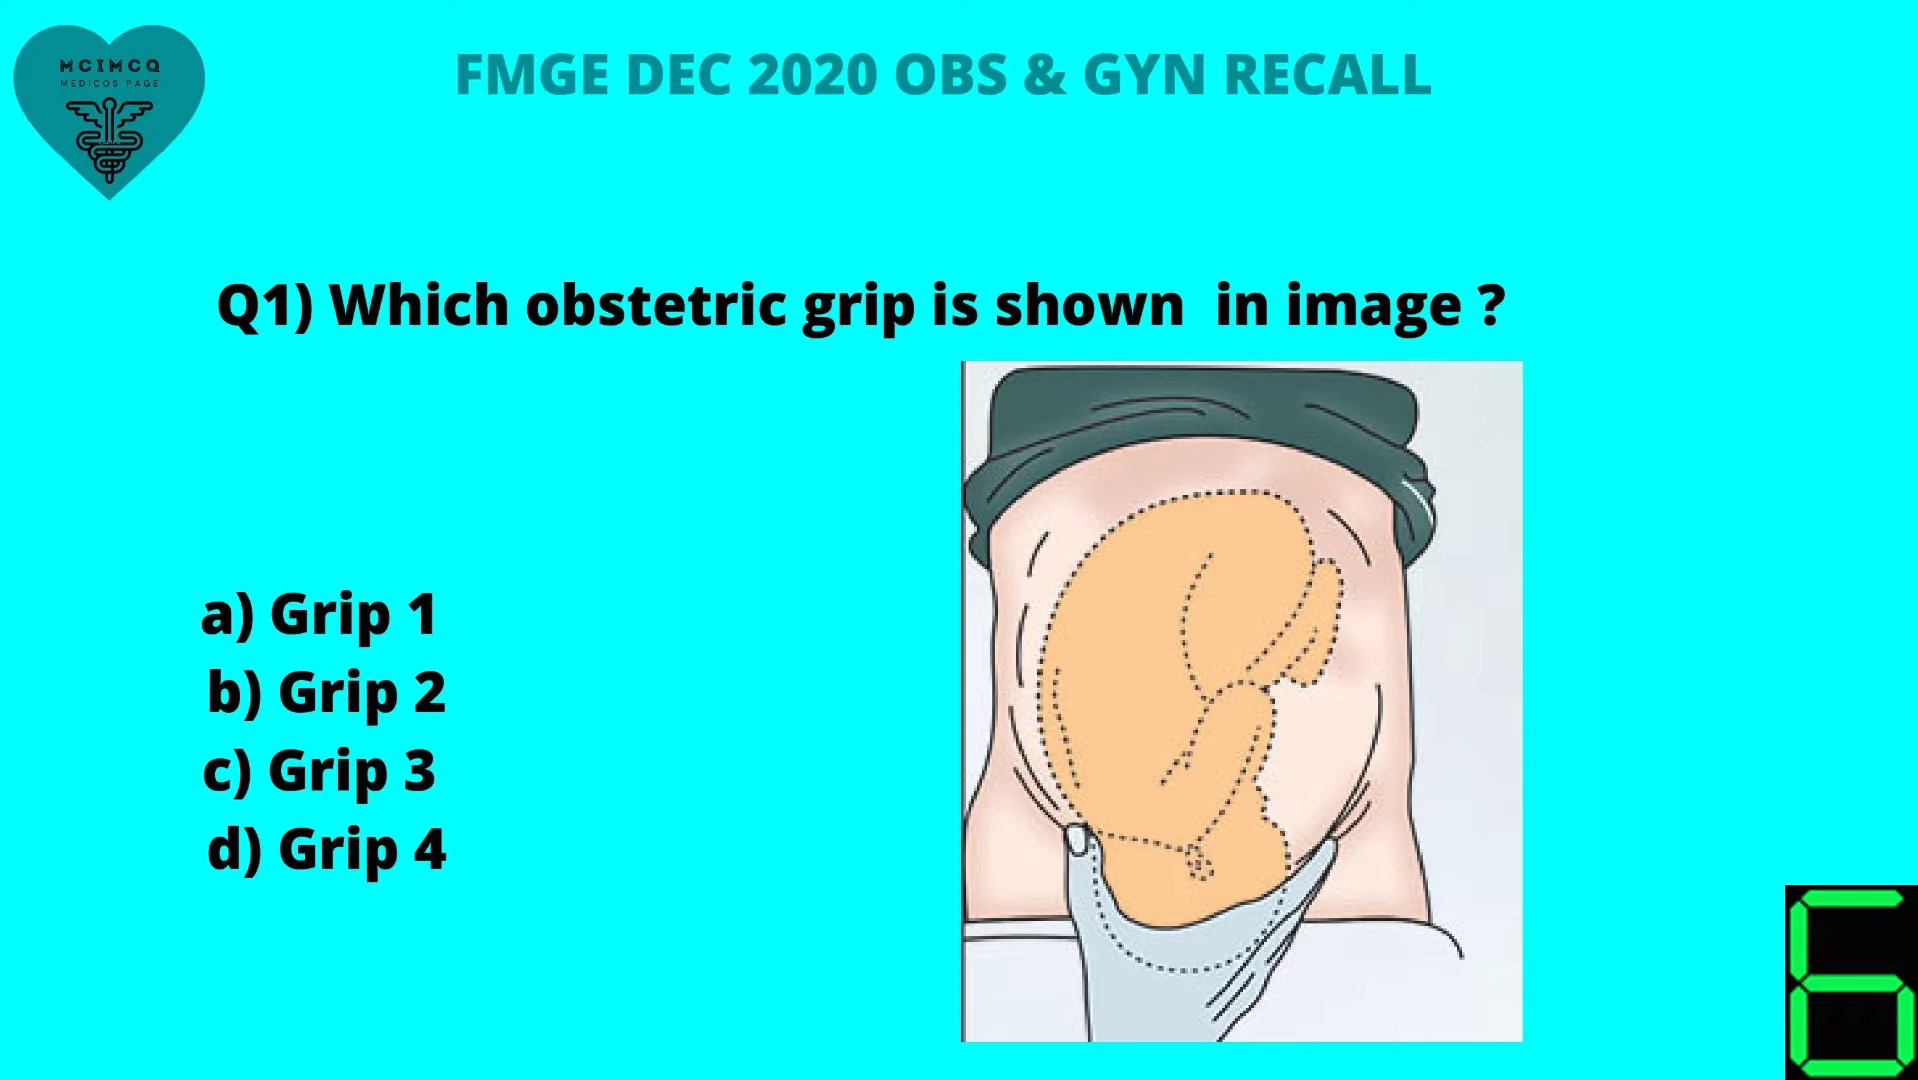 MCIMCQ
MEDICOS PAGE
FMGE DEC 2020 OBS & GYN RECALL
Q1) Which obstetric grip is shown in image ?
a) Grip 1
b) Grip 2
c) Grip 3
d) Grip 4
6